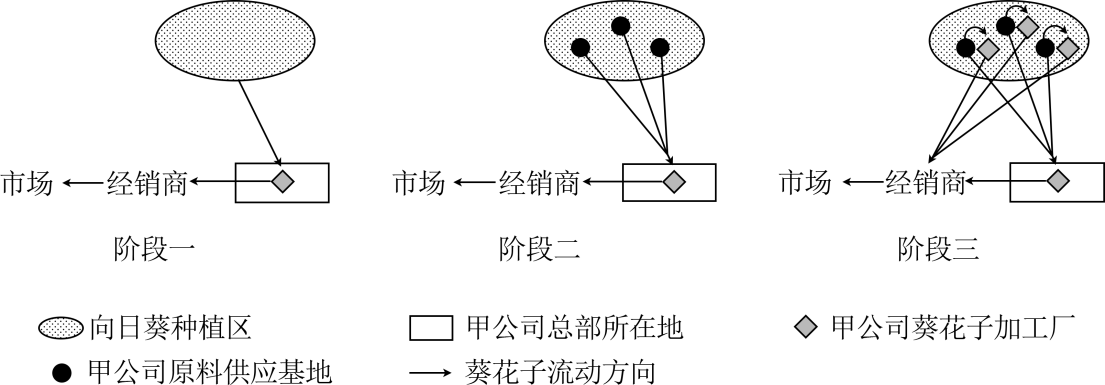 市场 经销商 市场 经销商 市场 经销商
阶段一 阶段二 阶段三
向日葵种植区 甲公司总部所在地 甲公司葵花子加工厂
甲公司原料供应基地 葵花子流动方向